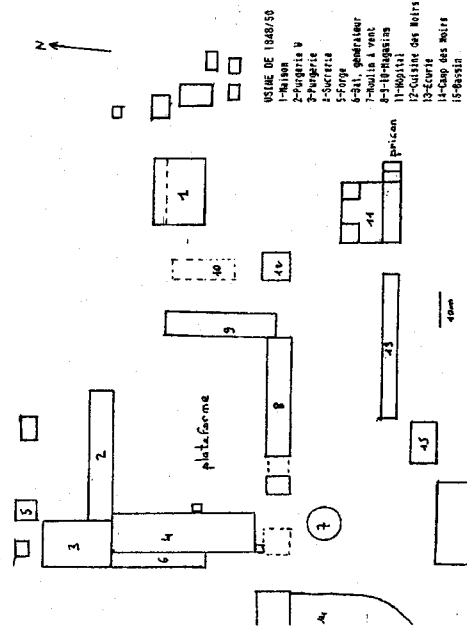 N
USINE DE 1848/50
1-Maison
2-Purgerie V
3-Purgerie
4-Sucrerie
5-Forge
6-Bat. générateur
7-Moulin à vent
8-9-10-Magasins
11-Hôpital
12-Cuisine des Noirs
13-Ecurie
14-Camp des Noirs
15-Bassin
prison
1
11
10
12
9
13
10m
8
2
plateforme
15
5
3
4
6
7
14